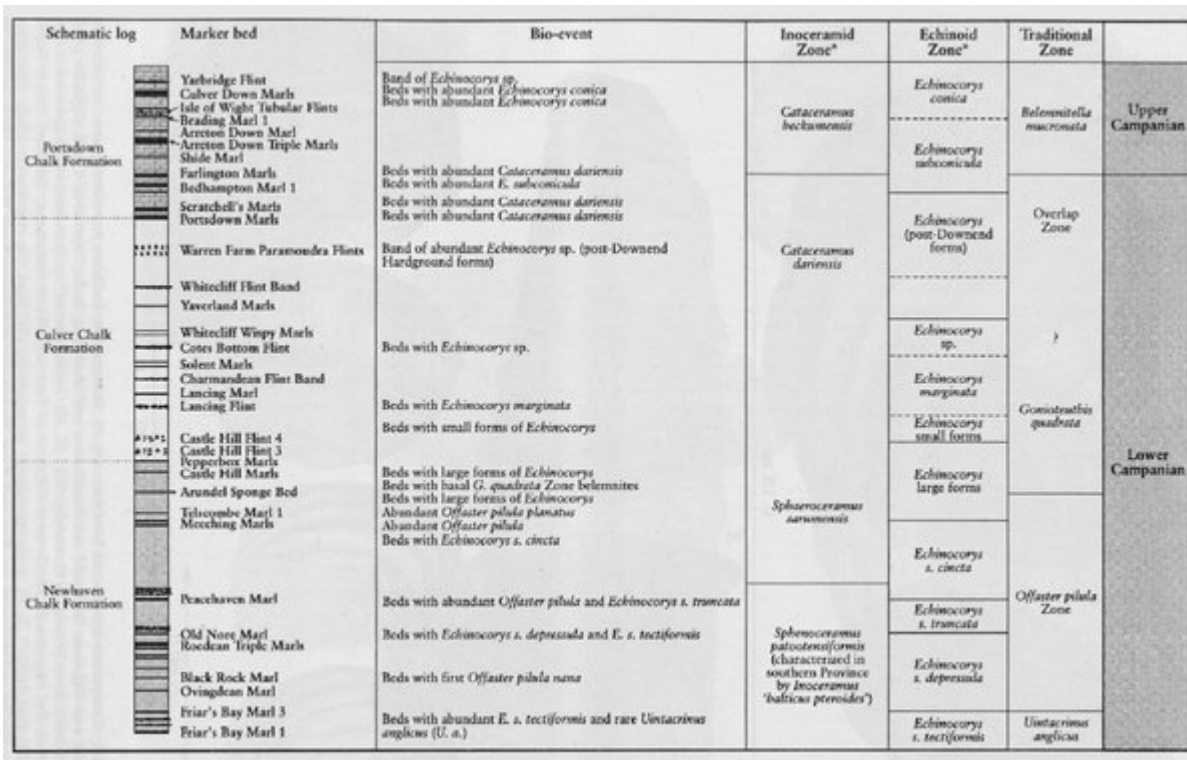 Schematic log
Marker bed
Bio-event
Inoceramid
Zone*
Echinoid
Zone*
Traditional
Zone
Portsdown
Chalk Formation
Culver Chalk
Formation
Newhaven
Chalk Formation
Yarbridge Flint
Culver Down Marls
Isle of Wight Tubular Flints
Beading Marl 1
Arreton Down Marl
Arreton Down Triple Marls
Shide Marl
Farlington Marls
Bedhampton Marl 1
Scratchell's Marls
Portsdown Marls
Warren Farm Paramoudra Flints
Whitecliff Flint Band
Yaverland Marls
Whitecliff Wispy Marls
Cotes Bottom Flint
Solent Marls
Charmandean Flint Band
Lancing Marl
Lancing Flint
Castle Hill Flint 4
Castle Hill Flint 3
Pepperbox Marls
Castle Hill Marls
Arundel Sponge Bed
Telscombe Marl 1
Meeching Marls
Peacehaven Marl
Old Nore Marl
Roedean Triple Marls
Black Rock Marl
Ovingdean Marl
Friar's Bay Marl 3
Friar's Bay Marl 1
Band of Echinocorys sp.
Beds with abundant Echinocorys conica
Beds with abundant Echinocorys conica
Beds with abundant Cataceramus dariensis
Beds with abundant E. subconicula
Beds with abundant Cataceramus dariensis
Beds with abundant Cataceramus dariensis
Band of abundant Echinocorys sp. (post-Downend
Hardground forms)
Beds with Echinocorys sp.
Beds with Echinocorys marginata
Beds with small forms of Echinocorys
Beds with large forms of Echinocorys
Beds with basal G. quadrata Zone belemnites
Beds with large forms of Echinocorys
Abundant Offaster pilula planatus
Abundant Offaster pilula
Beds with Echinocorys s. cincta
Beds with abundant Offaster pilula and Echinocorys s. truncata
Beds with Echinocorys s. depressula and E. s. tectiformis
Beds with first Offaster pilula nana
Beds with abundant E. s. tectiformis and rare Uintacrinus
anglicus (U. a.)
Cataceramus
beckumensis
Cataceramus
dariensis
Sphaeroceramus
sarumensis
Sphenoceramus
patootensiformis
(characterized in
southern Province
by Inoceramus
'balticus pteroides')
Echinocorys
conica
Echinocorys
subconicula
Echinocorys
(post-Downend
forms)
Echinocorys
sp.
Echinocorys
marginata
Echinocorys
small forms
Echinocorys
large forms
Echinocorys
s. cincta
Echinocorys
s. truncata
Echinocorys
s. depressula
Echinocorys
s. tectiformis
Belemnitella
mucronata
Overlap
Zone
?
Gonioteuthis
quadrata
Offaster pilula
Zone
Uintacrinus
anglicus
Upper
Campanian
Lower
Campanian